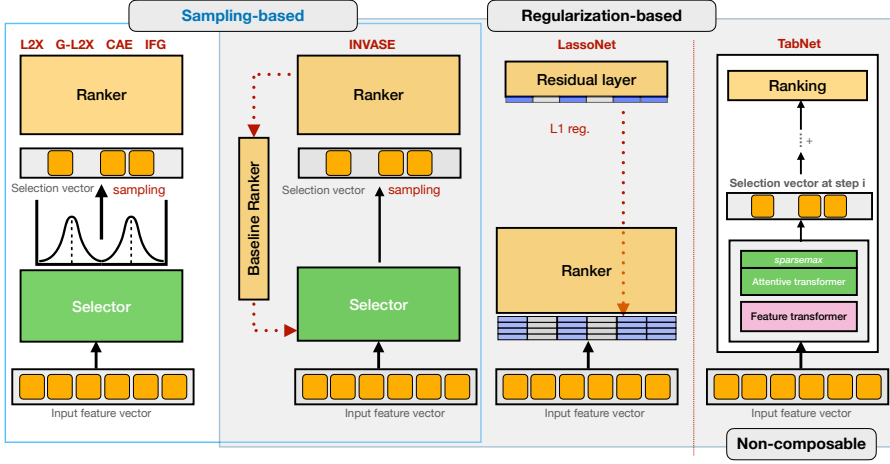 Sampling-based
Regularization-based
L2X G-L2X CAE IFG
Ranker
Selection vector
sampling
Selector
Input feature vector
INVASE
Ranker
Baseline Ranker
Selection vector
sampling
Selector
Input feature vector
LassoNet
Residual layer
L1 reg.
Ranker
Input feature vector
TabNet
Ranking
+
Selection vector at step i
sparsemax
Attentive transformer
Feature transformer
Input feature vector
Non-composable